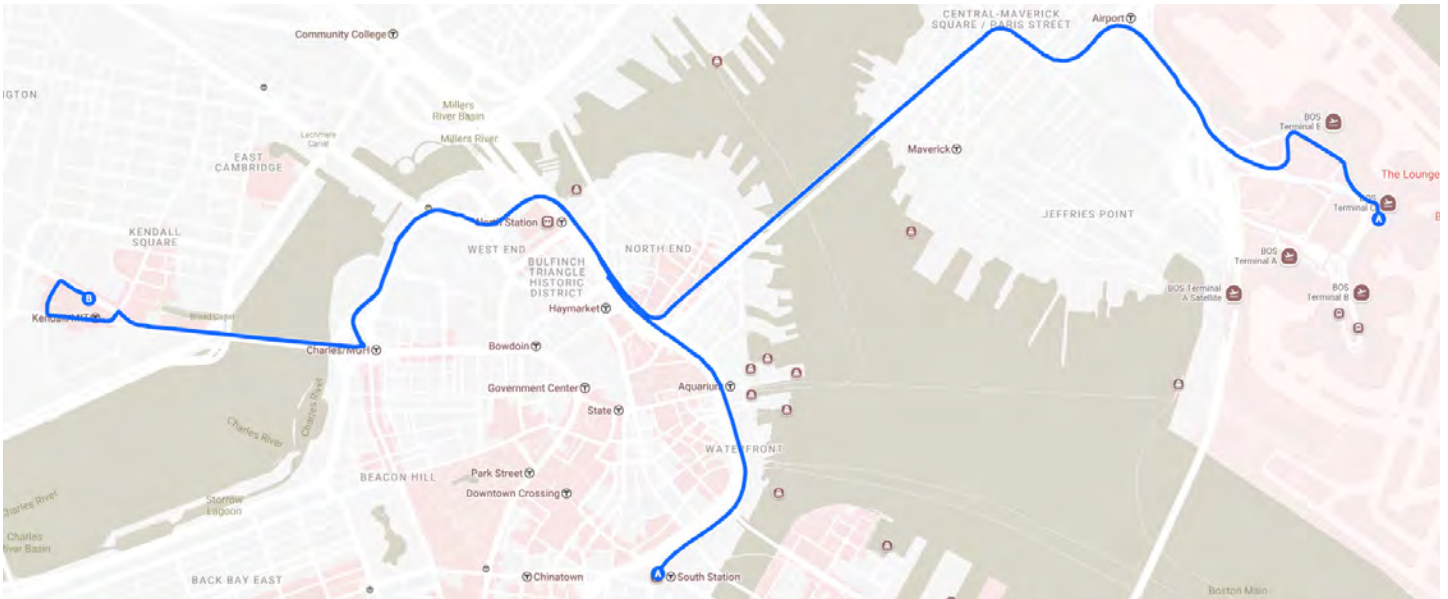 CENTRAL-MAVERICK
SQUARE / PARIS STREET
Airport
Community College
INGTON
Millers
River Basin
Millers River
Lechmere
Canal
EAST
CAMBRIDGE
BOS
Terminal E
Maverick
The Lounge
BOS
Terminal C
B
JEFFRIES POINT
North Station
WEST END
NORTH END
KENDALL
SQUARE
BULFINCH
TRIANGLE
HISTORIC
DISTRICT
BOS
Terminal A
BOS Terminal
A Satellite
BOS
Terminal B
A
B
Haymarket
Kendall/MIT
Broad Canal
Charles/MGH
Bowdoin
Government Center
Aquarium
State
Charles River
Charles River
WATERFRONT
Park Street
BEACON HILL
Downtown Crossing
Storrow
Lagoon
Charles River
Charles
River Basin
BACK BAY EAST
Chinatown
A
South Station
Boston Main